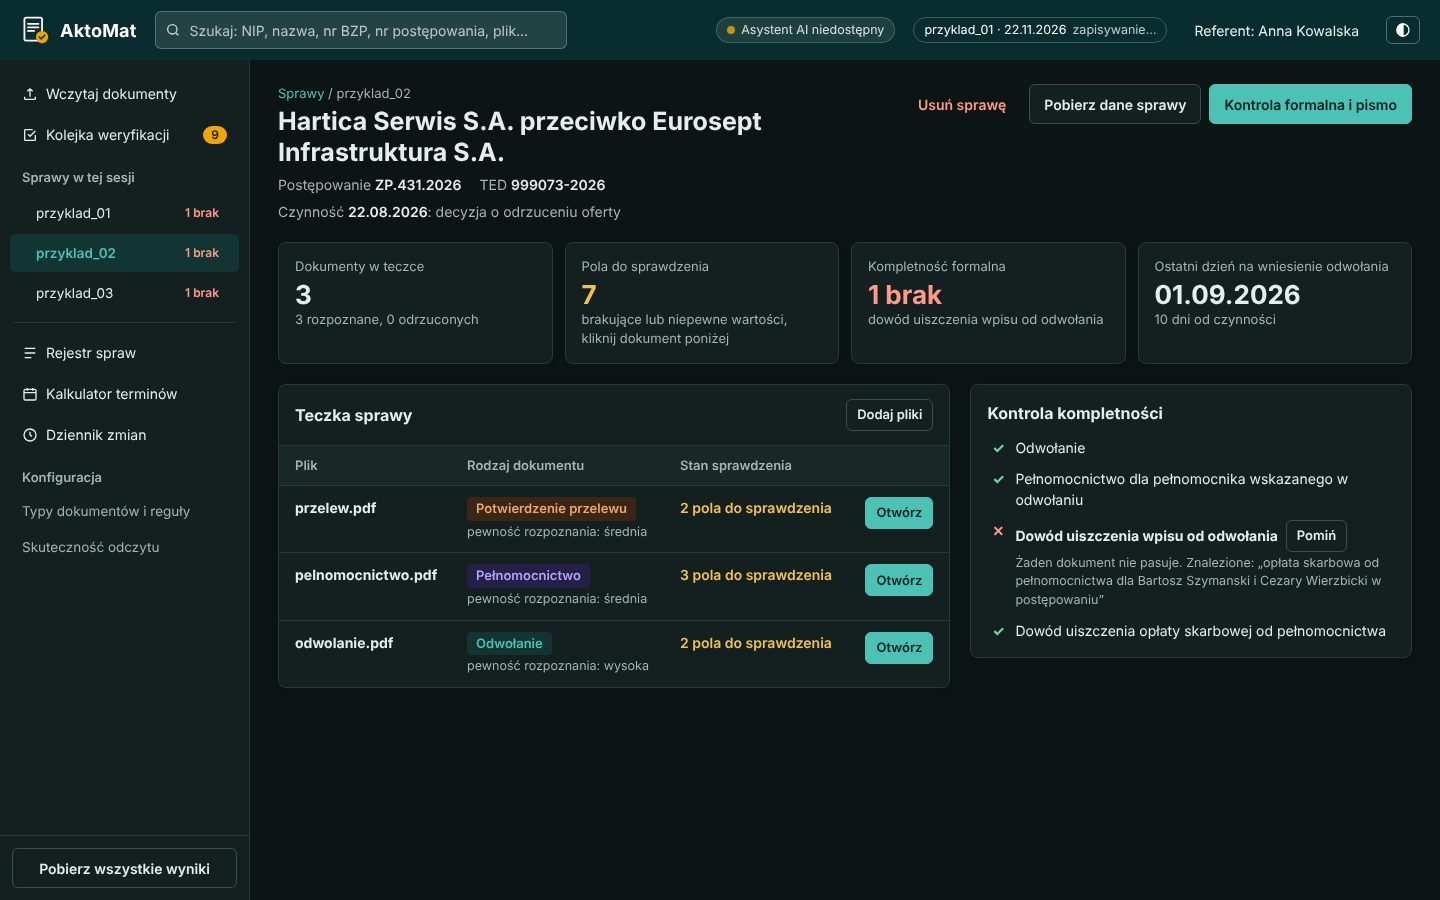 AktoMat
Szukaj: NIP, nazwa, nr BZP, nr postępowania, plik...
Asystent AI niedostępny
przyklad_01 · 22.11.2026 zapisywanie...
Referent: Anna Kowalska
Wczytaj dokumenty
Kolejka weryfikacji 9
Sprawy w tej sesji
przyklad_01 1 brak
przyklad_02 1 brak
przyklad_03 1 brak
Rejestr spraw
Kalkulator terminów
Dziennik zmian
Konfiguracja
Typy dokumentów i reguły
Skuteczność odczytu
Pobierz wszystkie wyniki
Sprawy / przyklad_02
Hartica Serwis S.A. przeciwko Eurosept
Infrastruktura S.A.
Postępowanie ZP.431.2026 TED 999073-2026
Czynność 22.08.2026: decyzja o odrzuceniu oferty
Usuń sprawę
Pobierz dane sprawy
Kontrola formalna i pismo
Dokumenty w teczce
3
3 rozpoznane, 0 odrzuconych
Pola do sprawdzenia
7
brakujące lub niepewne wartości,
kliknij dokument poniżej
Kompletność formalna
1 brak
dowód uiszczenia wpisu od odwołania
Ostatni dzień na wniesienie odwołania
01.09.2026
10 dni od czynności
Teczka sprawy
Dodaj pliki
Plik Rodzaj dokumentu Stan sprawdzenia
przelew.pdf Potwierdzenie przelewu 2 pola do sprawdzenia Otwórz
pewność rozpoznania: średnia
pelnomocnictwo.pdf Pełnomocnictwo 3 pola do sprawdzenia Otwórz
pewność rozpoznania: średnia
odwolanie.pdf Odwołanie 2 pola do sprawdzenia Otwórz
pewność rozpoznania: wysoka
Kontrola kompletności
Odwołanie
Pełnomocnictwo dla pełnomocnika wskazanego w
odwołaniu
Dowód uiszczenia wpisu od odwołania Pomiń
Żaden dokument nie pasuje. Znalezione: „opłata skarbowa od
pełnomocnictwa dla Bartosz Szymanski i Cezary Wierzbicki w
postępowaniu”
Dowód uiszczenia opłaty skarbowej od pełnomocnictwa